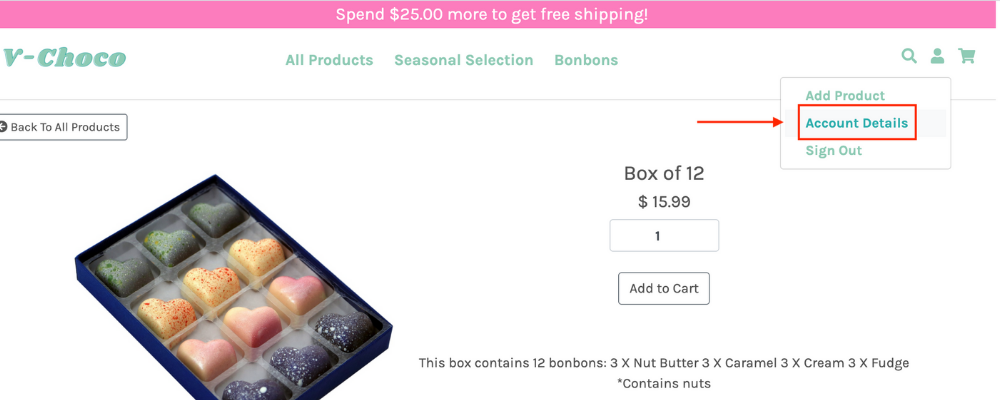 Spend $25.00 more to get free shipping!
V-Choco
All Products Seasonal Selection Bonbons
Add Product
Account Details
Sign Out
Back To All Products
Box of 12
$ 15.99
1
Add to Cart
This box contains 12 bonbons: 3 X Nut Butter 3 X Caramel 3 X Cream 3 X Fudge
*Contains nuts